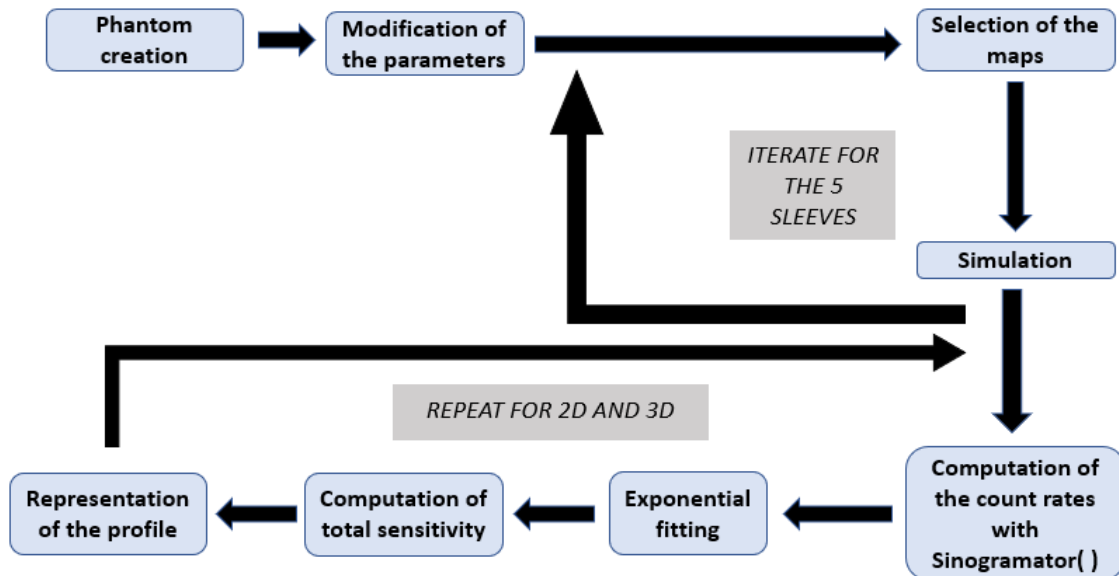 Phantom
creation
Modification of
the parameters
Selection of the
maps
ITERATE FOR
THE 5
SLEEVES
Simulation
REPEAT FOR 2D AND 3D
Computation of
the count rates
with
Sinogramator( )
Exponential
fitting
Computation of
total sensitivity
Representation
of the profile